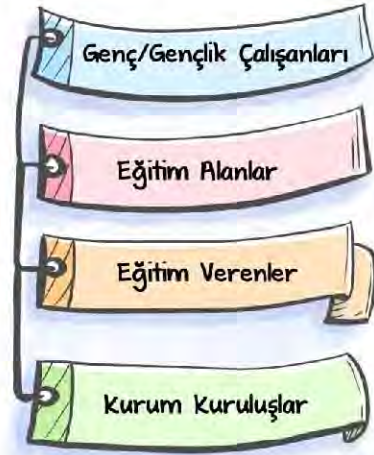 Genç/Gençlik Çalışanları
Eğitim Alanlar
Eğitim Verenler
Kurum Kuruluşlar